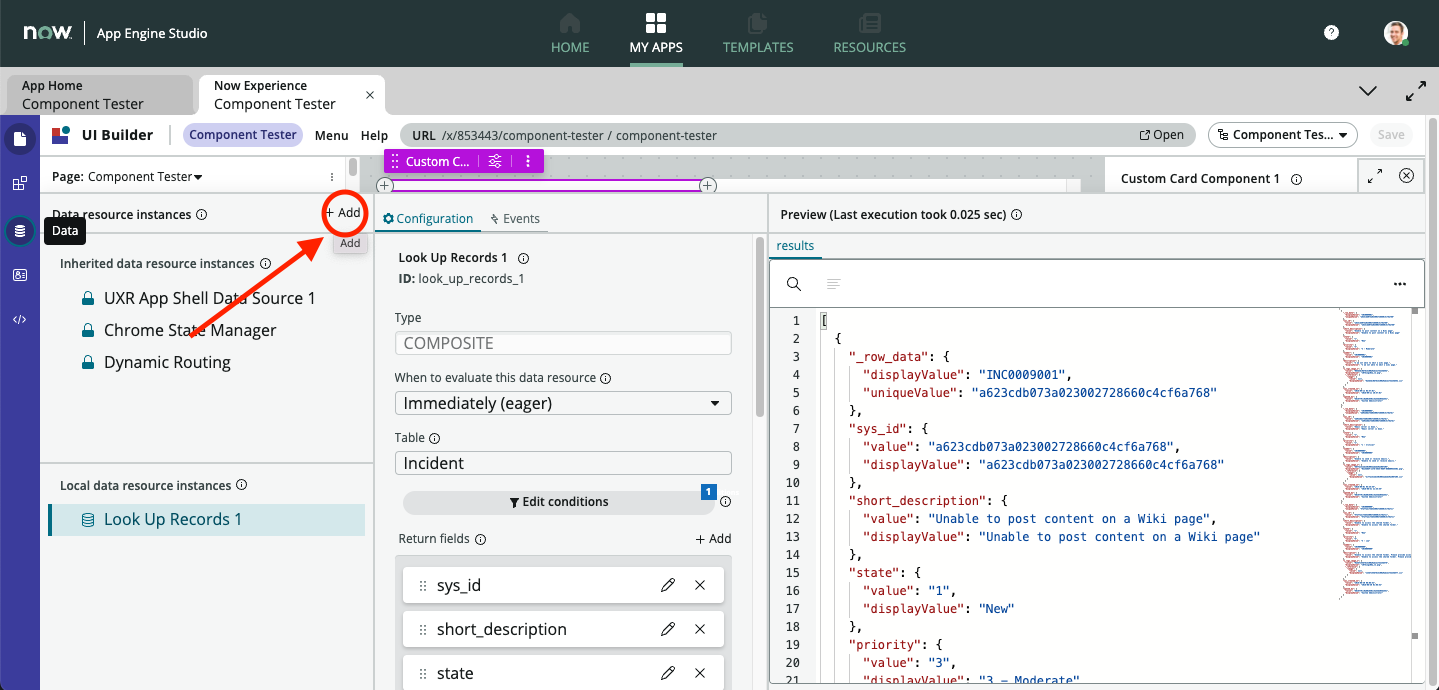 now.
App Engine Studio
HOME
MY APPS
TEMPLATES
RESOURCES
?
App Home
Component Tester
Now Experience
Component Tester
UI Builder
Component Tester
Menu
Help
URL /x/853443/component-tester / component-tester
Open
Component Tes...
Save
Page: Component Tester
Custom C...
Custom Card Component 1
Data resource instances
+ Add
Add
Data
Inherited data resource instances
UXR App Shell Data Source 1
Chrome State Manager
Dynamic Routing
Local data resource instances
Look Up Records 1
Configuration
Events
Look Up Records 1
ID: look_up_records_1
Type
COMPOSITE
When to evaluate this data resource
Immediately (eager)
Table
Incident
Edit conditions
1
Return fields
+ Add
sys_id
short_description
state
Preview (Last execution took 0.025 sec)
results
1 [
2 {
3 "_row_data": {
4 "displayValue": "INC0009001",
5 "uniqueValue": "a623cdb073a023002728660c4cf6a768"
6 },
7 "sys_id": {
8 "value": "a623cdb073a023002728660c4cf6a768",
9 "displayValue": "a623cdb073a023002728660c4cf6a768"
10 },
11 "short_description": {
12 "value": "Unable to post content on a Wiki page",
13 "displayValue": "Unable to post content on a Wiki page"
14 },
15 "state": {
16 "value": "1",
17 "displayValue": "New"
18 },
19 "priority": {
20 "value": "3",
21 "displayValue": "3 - Moderate"